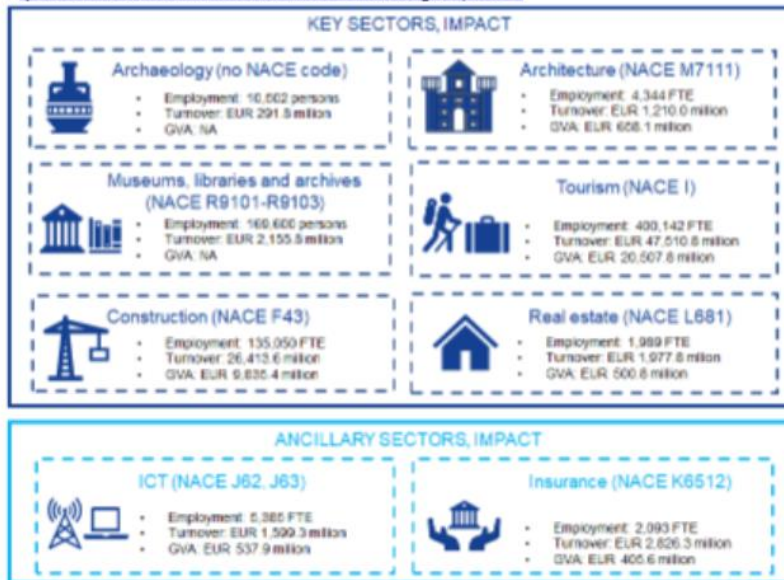 KEY SECTORS, IMPACT
Archaeology (no NACE code)
• Employment: 10,602 persons
• Turnover: EUR 291.8 million
• GVA: NA
Architecture (NACE M7111)
• Employment: 4,344 FTE
• Turnover: EUR 1,210.0 million
• GVA: EUR 658.1 million
Museums, libraries and archives
(NACE R9101-R9103)
• Employment: 169,600 persons
• Turnover: EUR 2,155.8 million
• GVA: NA
Tourism (NACE I)
• Employment: 400,142 FTE
• Turnover: EUR 47,510.8 million
• GVA: EUR 20,507.8 million
Construction (NACE F43)
• Employment: 135,050 FTE
• Turnover: 26,413.6 million
• GVA: EUR 9,835.4 million
Real estate (NACE L681)
• Employment: 1,989 FTE
• Turnover: EUR 1,977.8 million
• GVA: EUR 500.8 million
ANCILLARY SECTORS, IMPACT
ICT (NACE J62, J63)
• Employment: 5,385 FTE
• Turnover: EUR 1,599.3 million
• GVA: EUR 537.9 million
Insurance (NACE K6512)
• Employment: 2,093 FTE
• Turnover: EUR 2,826.3 million
• GVA: EUR 405.6 million